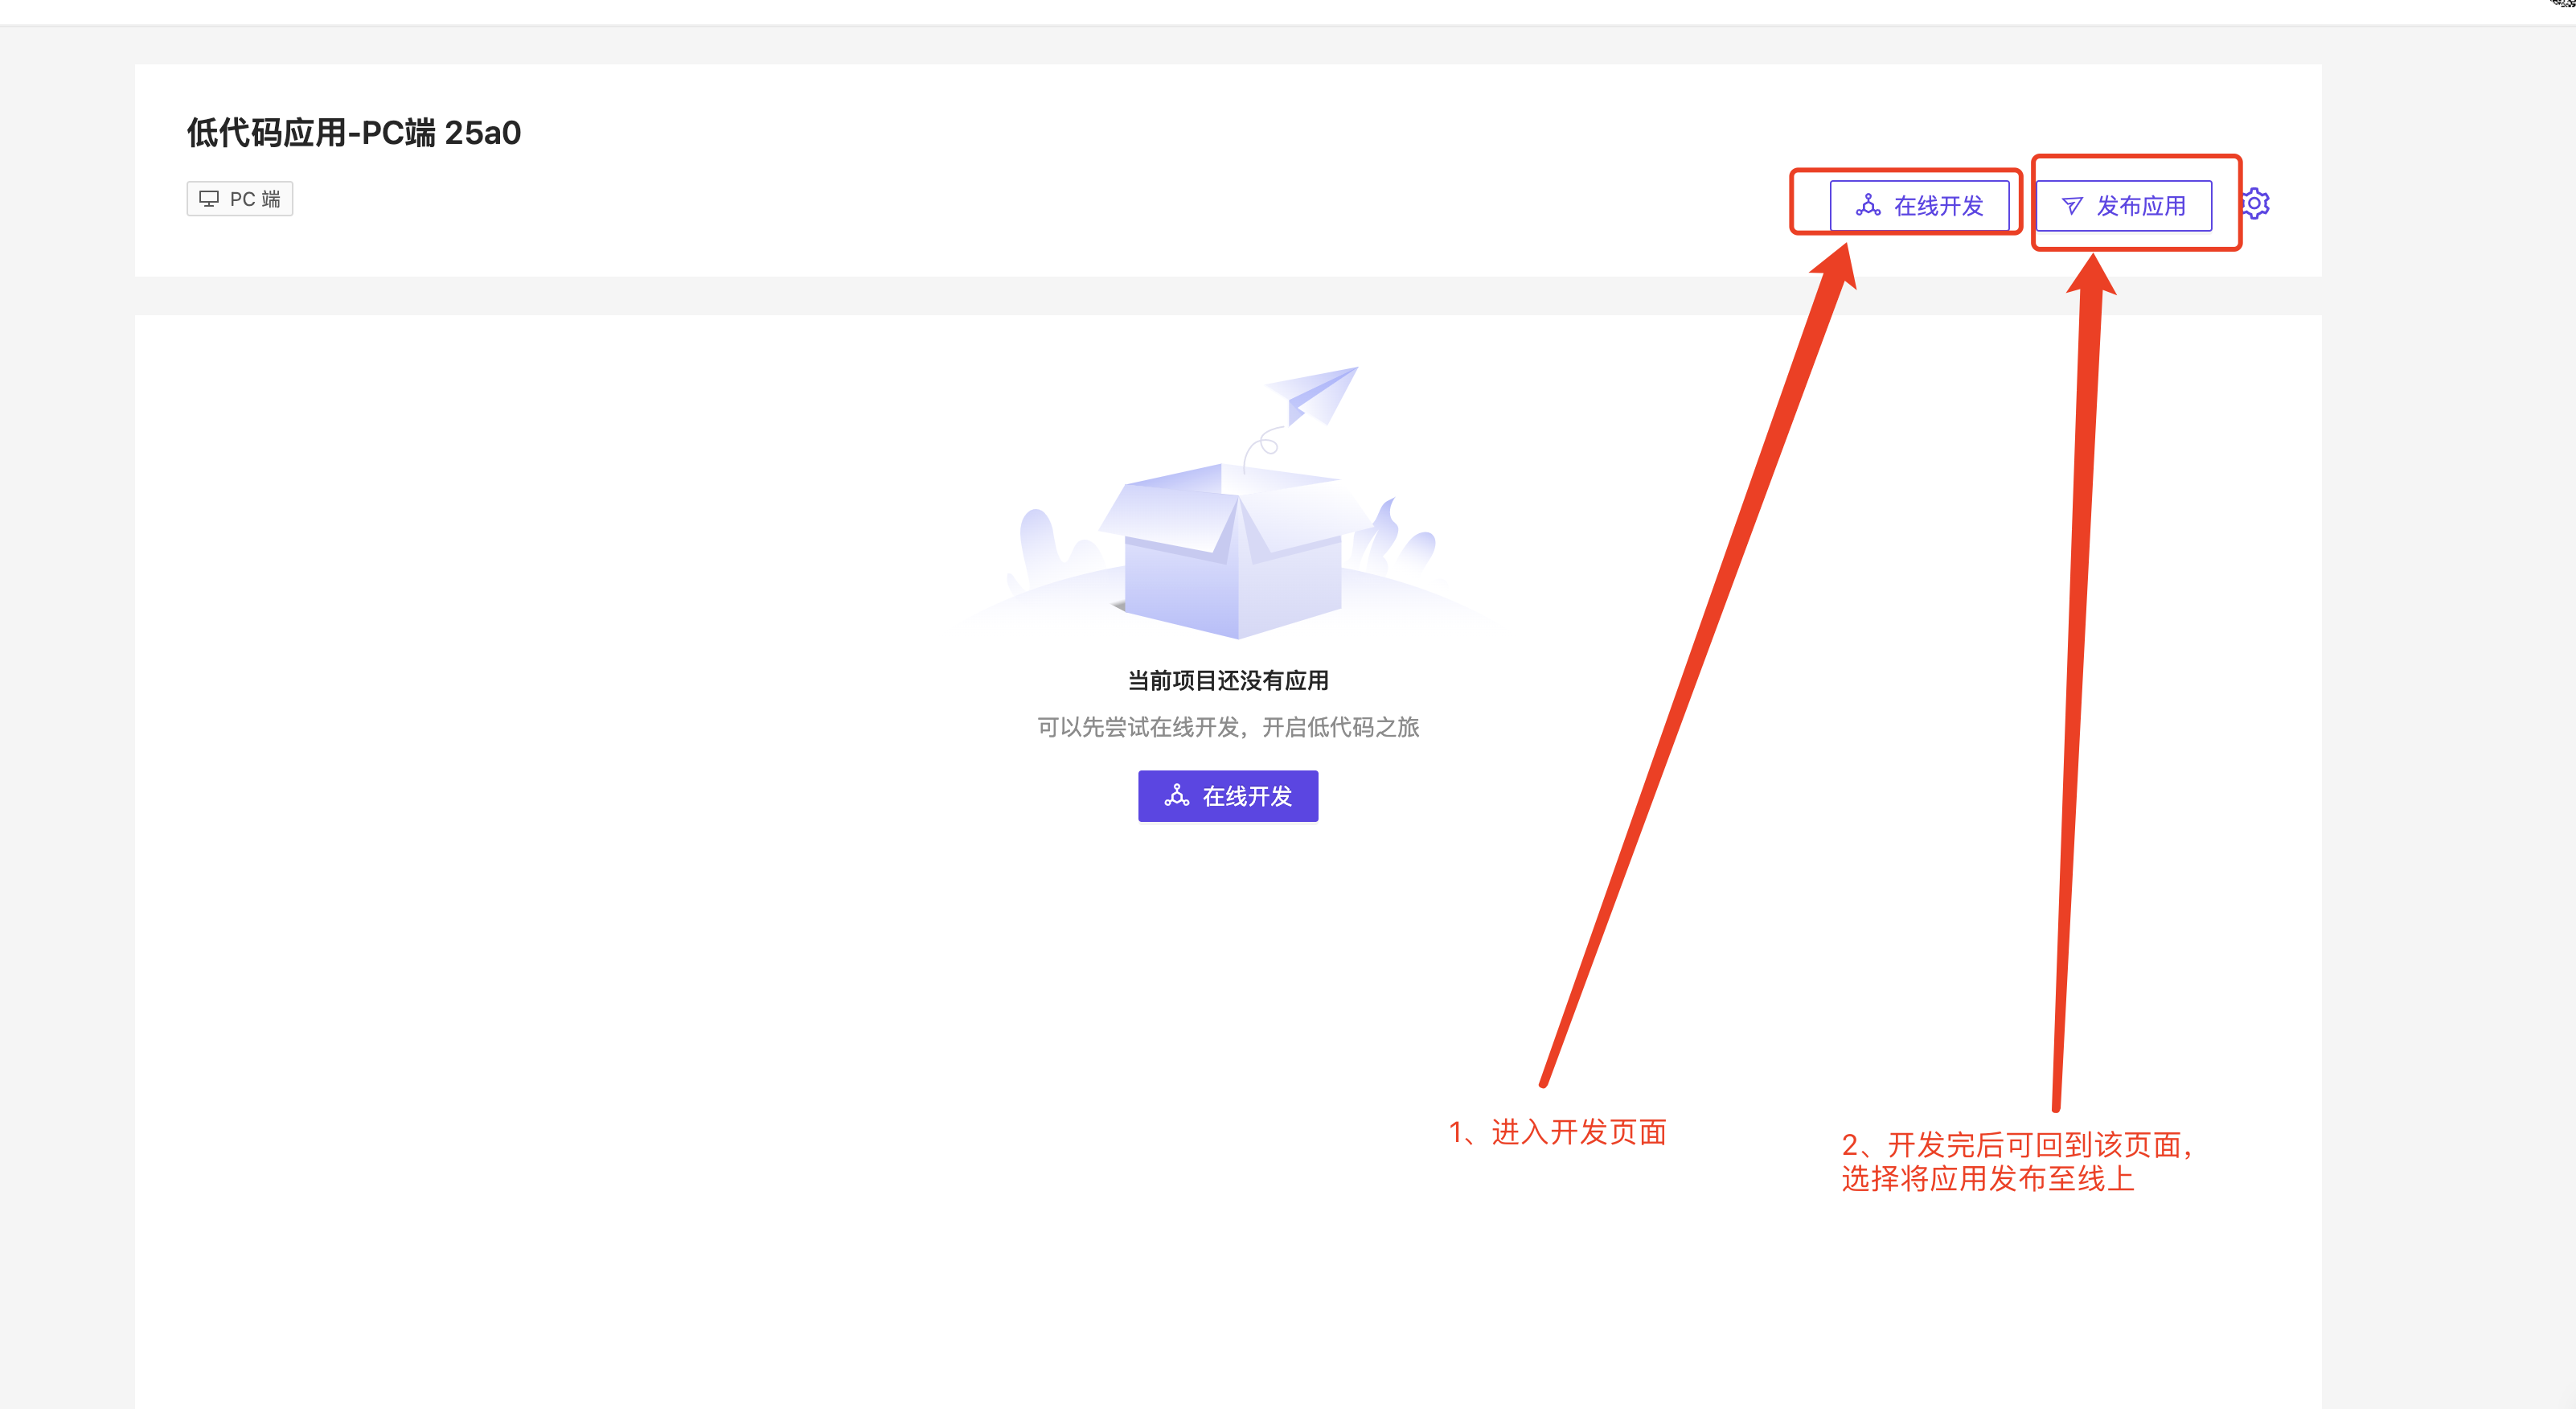 低代码应用-PC端 25a0
PC 端
在线开发
发布应用
当前项目还没有应用
可以先尝试在线开发，开启低代码之旅
在线开发
1、进入开发页面
2、开发完后可回到该页面，
选择将应用发布至线上